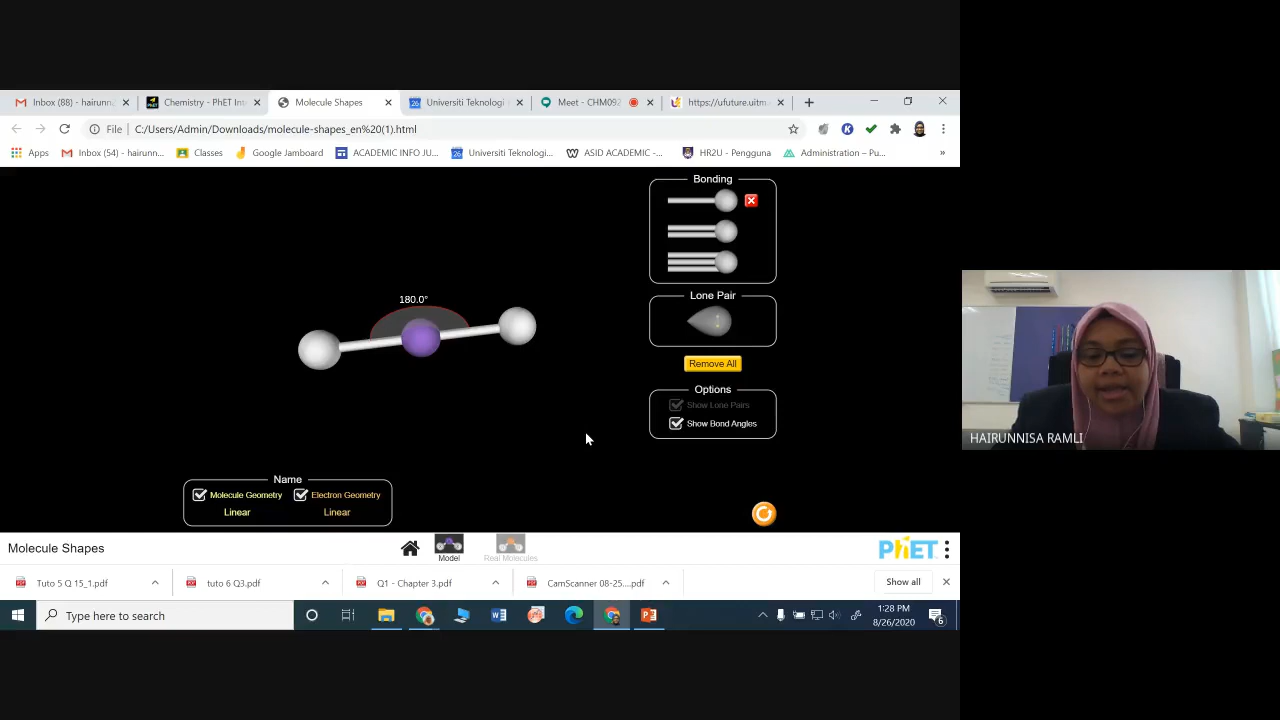 Inbox (88) - hairunn
Chemistry - PhET Int
Molecule Shapes
Universiti Teknologi
Meet - CHM092
https://ufuture.uitm.
File
C:/Users/Admin/Downloads/molecule-shapes_en%20(1).html
Apps
Inbox (54) - hairunn...
Classes
Google Jamboard
ACADEMIC INFO JU...
Universiti Teknologi...
ASID ACADEMIC -...
HR2U - Pengguna
Administration – Pu...
»
Bonding
Lone Pair
Remove All
Options
Show Lone Pairs
Show Bond Angles
180.0°
Name
Molecule Geometry
Electron Geometry
Linear
Linear
HAIRUNNISA RAMLI
Molecule Shapes
Model
Real Molecules
PhET
Tuto 5 Q 15_1.pdf
tuto 6 Q3.pdf
Q1 - Chapter 3.pdf
CamScanner 08-25....pdf
Show all
Type here to search
1:28 PM
8/26/2020
6